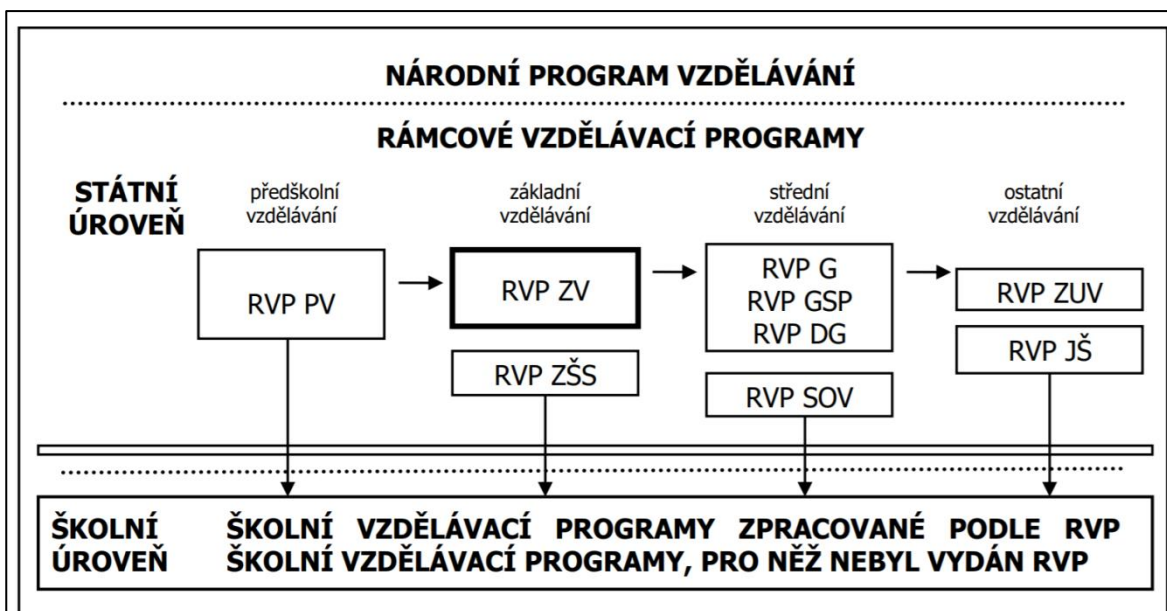 NÁRODNÍ PROGRAM VZDĚLÁVÁNÍ
RÁMCOVÉ VZDĚLÁVACÍ PROGRAMY
STÁTNÍ
ÚROVEŇ
předškolní
vzdělávání
základní
vzdělávání
střední
vzdělávání
ostatní
vzdělávání
RVP PV
RVP ZV
RVP ZŠS
RVP G
RVP GSP
RVP DG
RVP SOV
RVP ZUV
RVP JŠ
ŠKOLNÍ
ÚROVEŇ
ŠKOLNÍ VZDĚLÁVACÍ PROGRAMY ZPRACOVANÉ PODLE RVP
ŠKOLNÍ VZDĚLÁVACÍ PROGRAMY, PRO NĚŽ NEBYL VYDÁN RVP